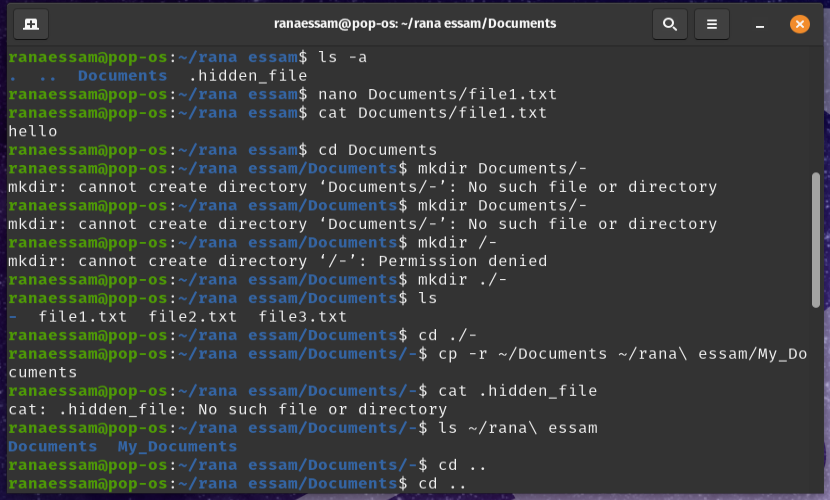 ranaessam@pop-os: ~/rana essam/Documents
ranaessam@pop-os:~/rana essam$ ls -a
.  ..  Documents  .hidden_file
ranaessam@pop-os:~/rana essam$ nano Documents/file1.txt
ranaessam@pop-os:~/rana essam$ cat Documents/file1.txt
hello
ranaessam@pop-os:~/rana essam$ cd Documents
ranaessam@pop-os:~/rana essam/Documents$ mkdir Documents/-
mkdir: cannot create directory ‘Documents/-’: No such file or directory
ranaessam@pop-os:~/rana essam/Documents$ mkdir Documents/-
mkdir: cannot create directory ‘Documents/-’: No such file or directory
ranaessam@pop-os:~/rana essam/Documents$ mkdir /-
mkdir: cannot create directory ‘/-’: Permission denied
ranaessam@pop-os:~/rana essam/Documents$ mkdir ./-
ranaessam@pop-os:~/rana essam/Documents$ ls
-  file1.txt  file2.txt  file3.txt
ranaessam@pop-os:~/rana essam/Documents$ cd ./-
ranaessam@pop-os:~/rana essam/Documents/-$ cp -r ~/Documents ~/rana\ essam/My_Do
cuments
ranaessam@pop-os:~/rana essam/Documents/-$ cat .hidden_file
cat: .hidden_file: No such file or directory
ranaessam@pop-os:~/rana essam/Documents/-$ ls ~/rana\ essam
Documents  My_Documents
ranaessam@pop-os:~/rana essam/Documents/-$ cd ..
ranaessam@pop-os:~/rana essam/Documents$ cd ..